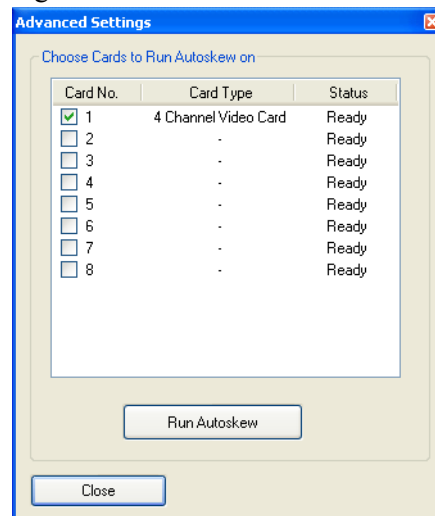 Advanced Settings
Choose Cards to Run Autoskew on
Card No. Card Type Status
1 4 Channel Video Card Ready
2 - Ready
3 - Ready
4 - Ready
5 - Ready
6 - Ready
7 - Ready
8 - Ready
Run Autoskew
Close